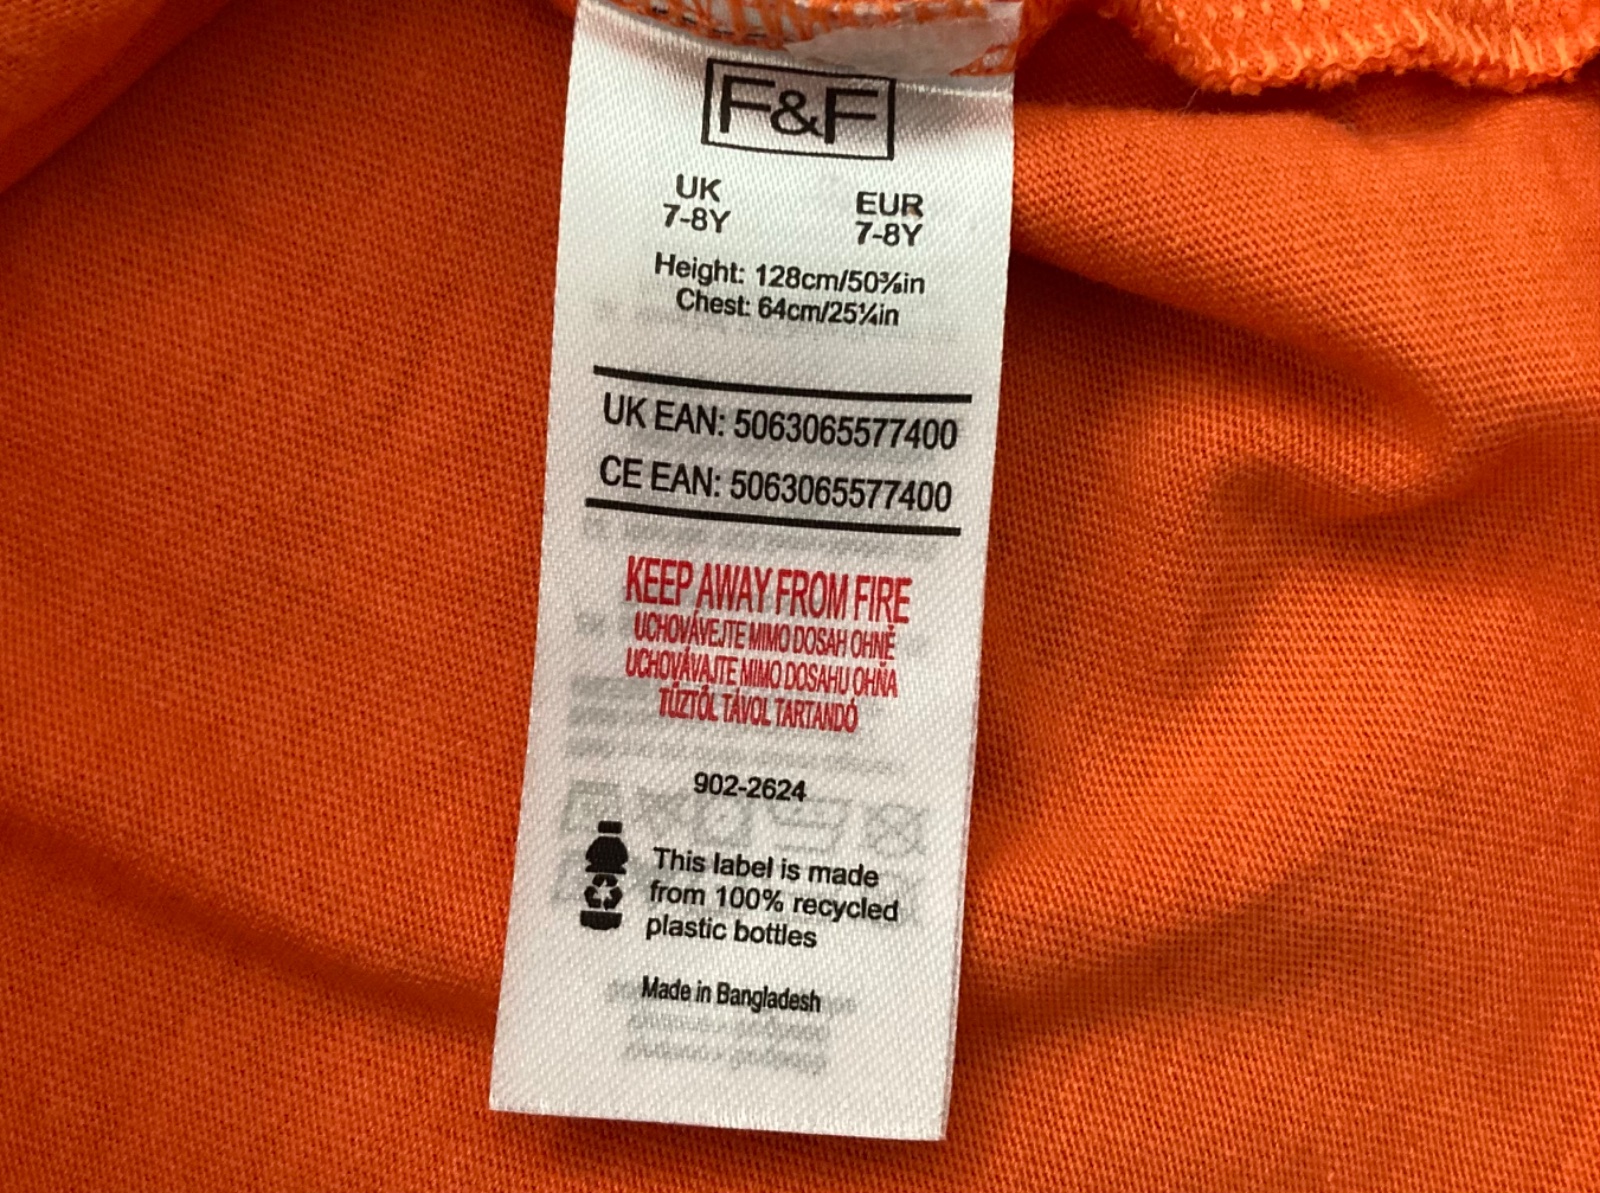 F&F
UK EUR
7-8Y 7-8Y
Height: 128cm/50⅜in
Chest: 64cm/25¼in
UK EAN: 5063065577400
CE EAN: 5063065577400
KEEP AWAY FROM FIRE
UCHOVÁVEJTE MIMO DOSAH OHNĚ
UCHOVÁVAJTE MIMO DOSAHU OHŇA
TŰZTŐL TÁVOL TARTANDÓ
902-2624
This label is made
from 100% recycled
plastic bottles
Made in Bangladesh